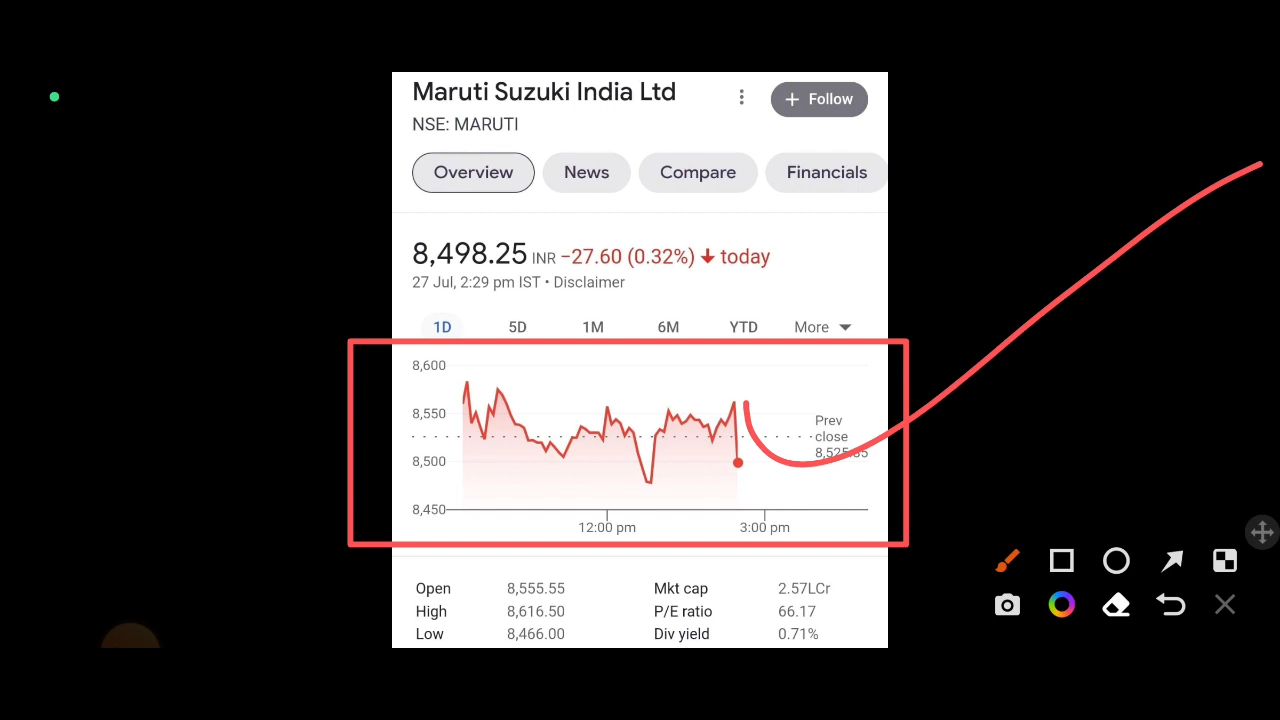 Maruti Suzuki India Ltd
+ Follow
NSE: MARUTI
Overview News Compare Financials
8,498.25 INR −27.60 (0.32%) ↓ today
27 Jul, 2:29 pm IST • Disclaimer
1D 5D 1M 6M YTD More
8,600
8,550
8,500
8,450
Prev
close
8,525.85
12:00 pm 3:00 pm
Open 8,555.55 Mkt cap 2.57LCr
High 8,616.50 P/E ratio 66.17
Low 8,466.00 Div yield 0.71%